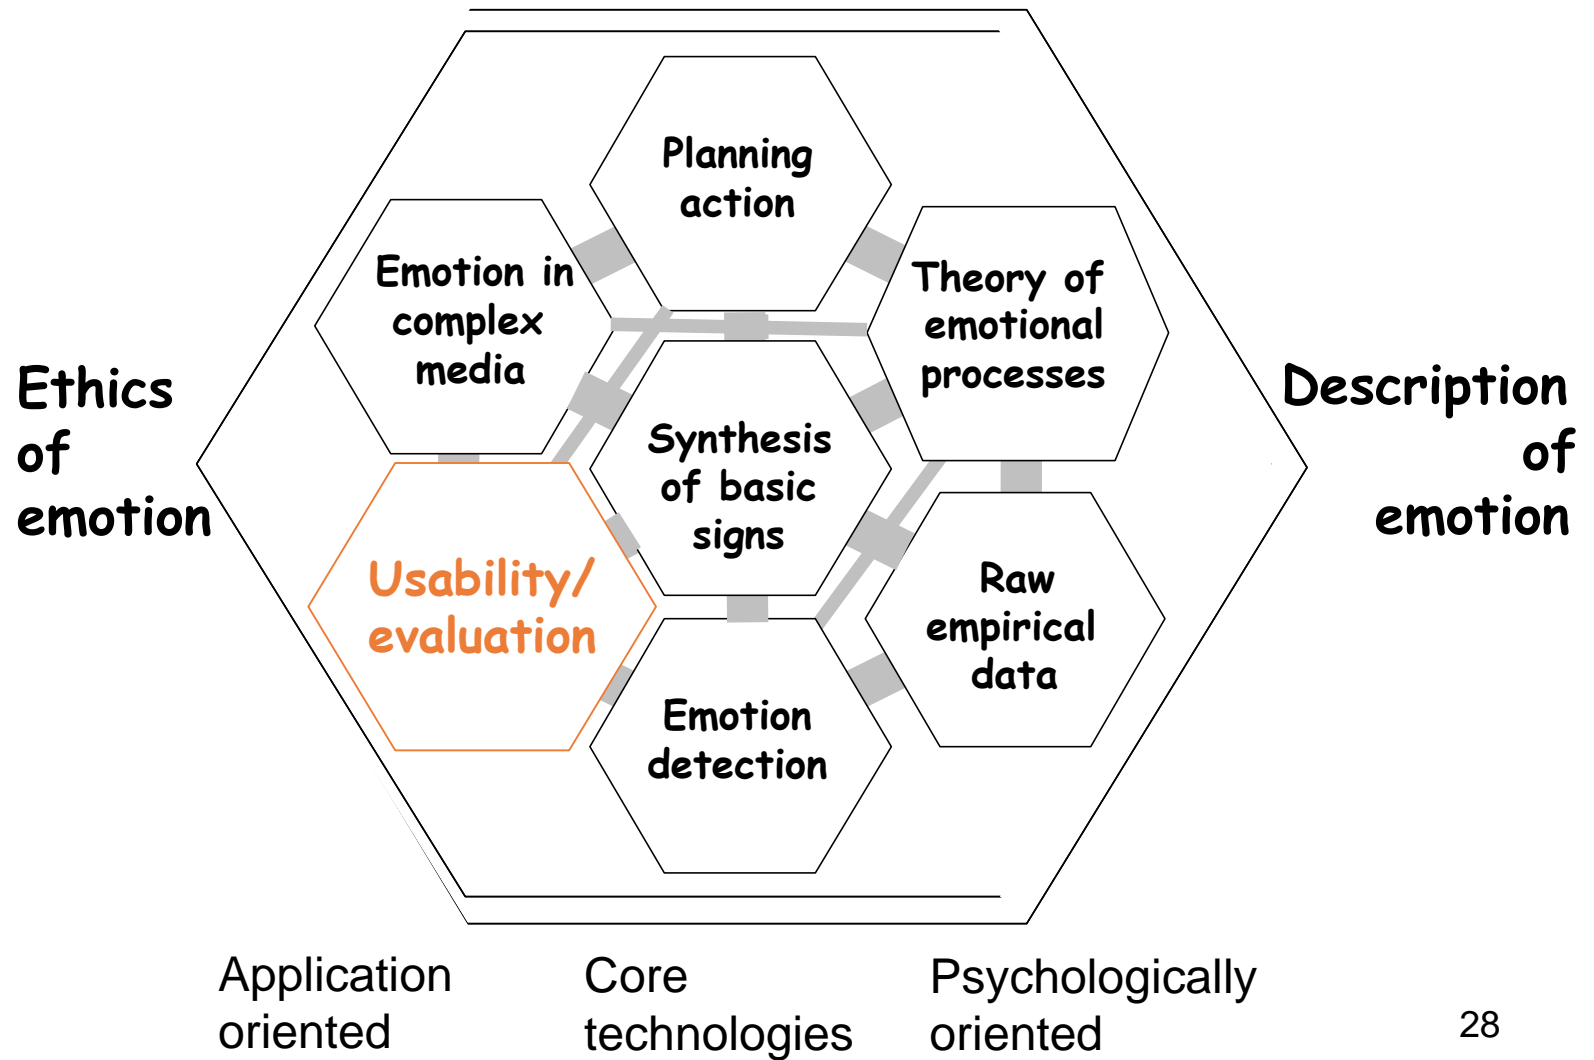 Planning
action
Emotion in
complex
media
Theory of
emotional
processes
Ethics
of
emotion
Description
of
emotion
Synthesis
of basic
signs
Usability/
evaluation
Raw
empirical
data
Emotion
detection
Application
oriented
Core
technologies
Psychologically
oriented
28